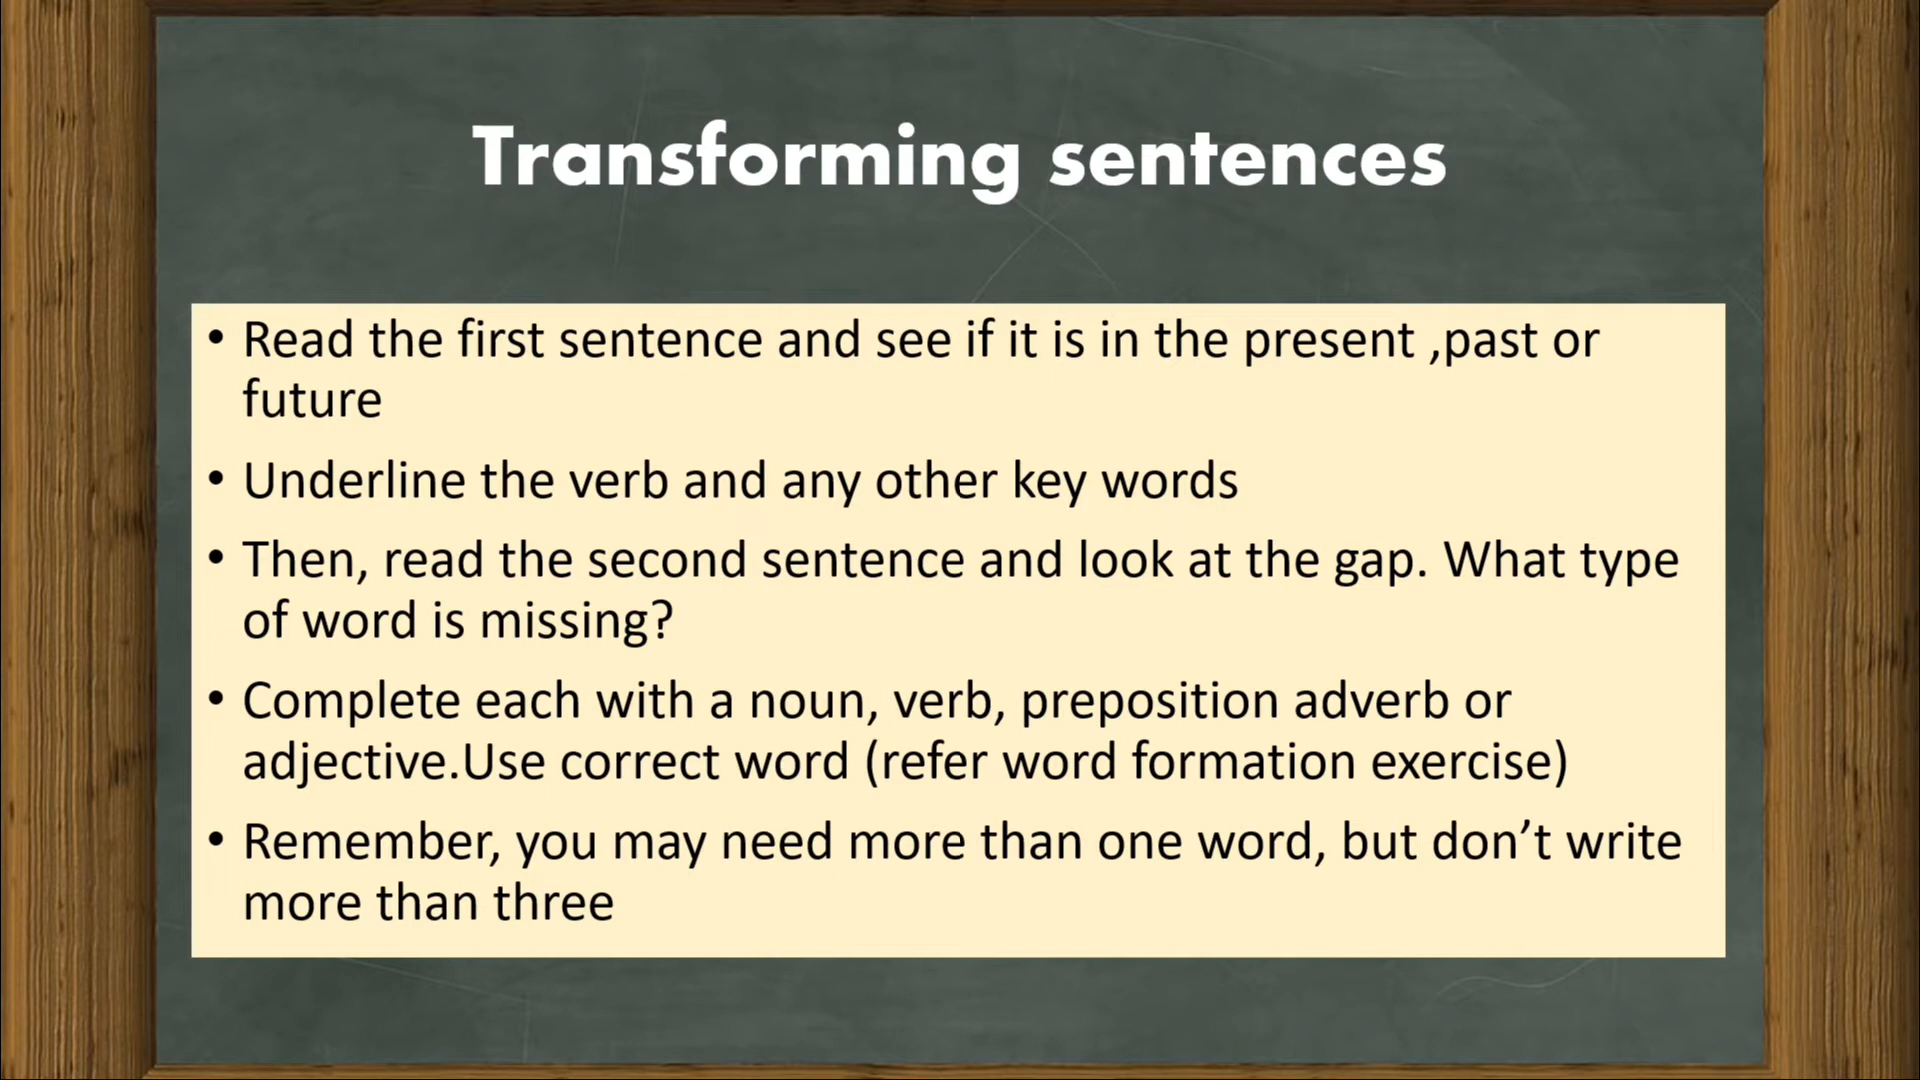 Transforming sentences
• Read the first sentence and see if it is in the present ,past or
future
• Underline the verb and any other key words
• Then, read the second sentence and look at the gap. What type
of word is missing?
• Complete each with a noun, verb, preposition adverb or
adjective.Use correct word (refer word formation exercise)
• Remember, you may need more than one word, but don’t write
more than three